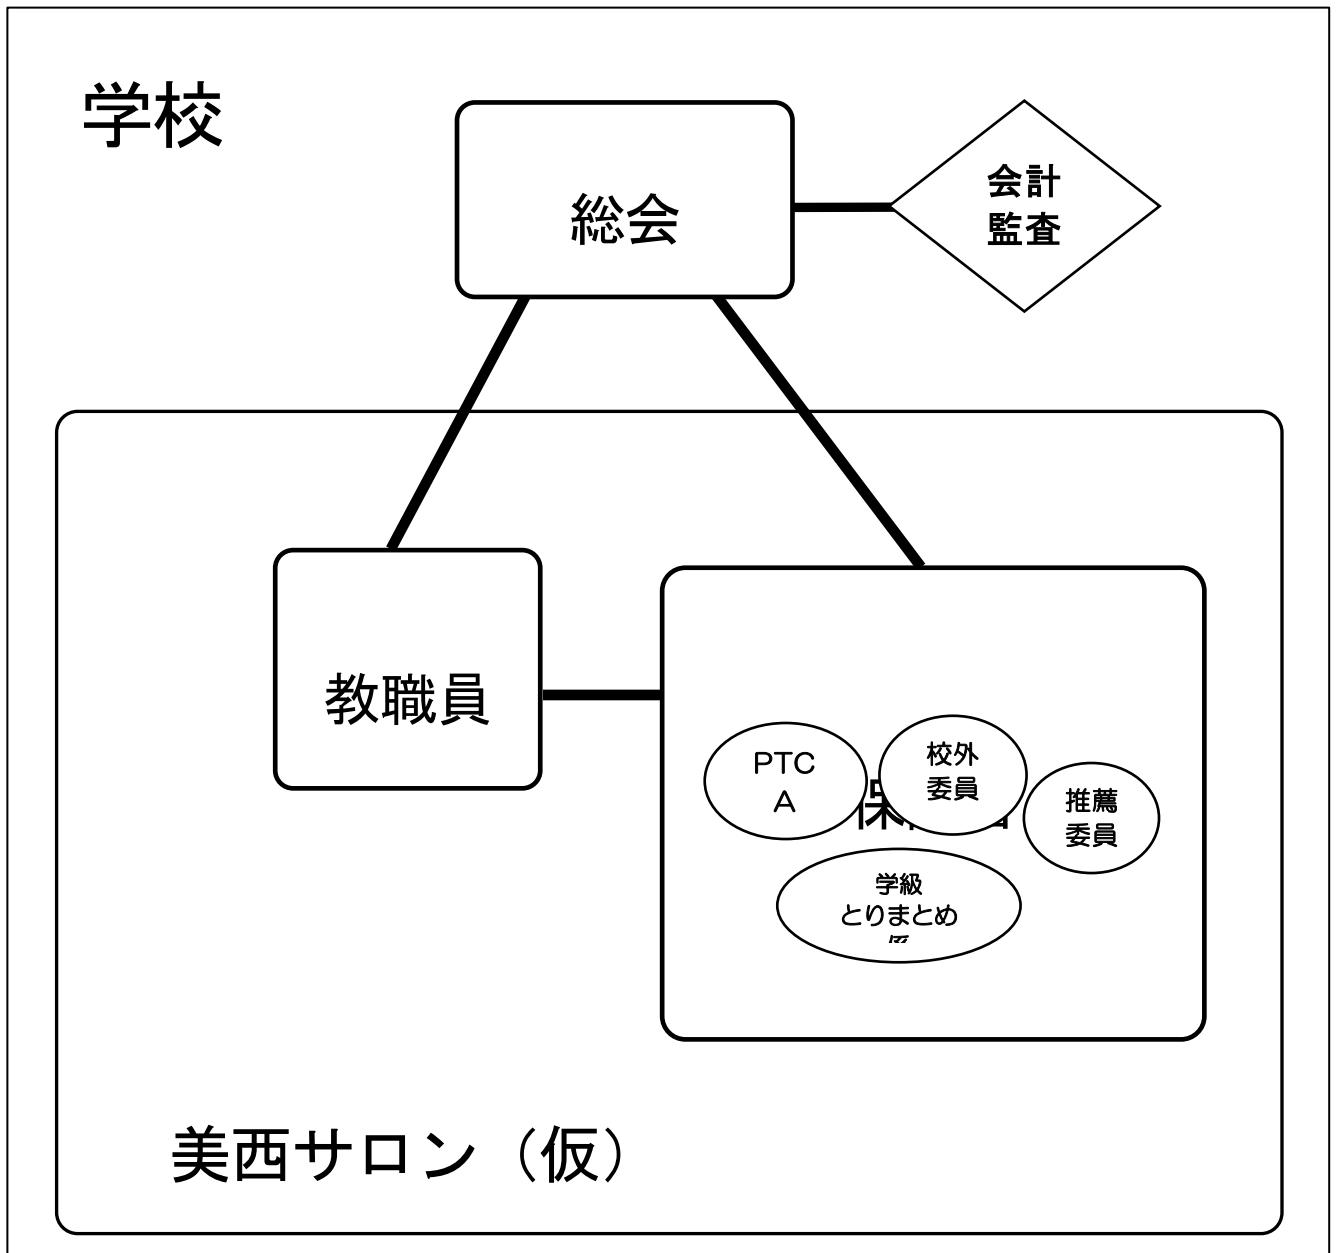 学校
総会
会計
監査
教職員
PTC
A
校外
委員
推薦
委員
学級
とりまとめ
美西サロン（仮）